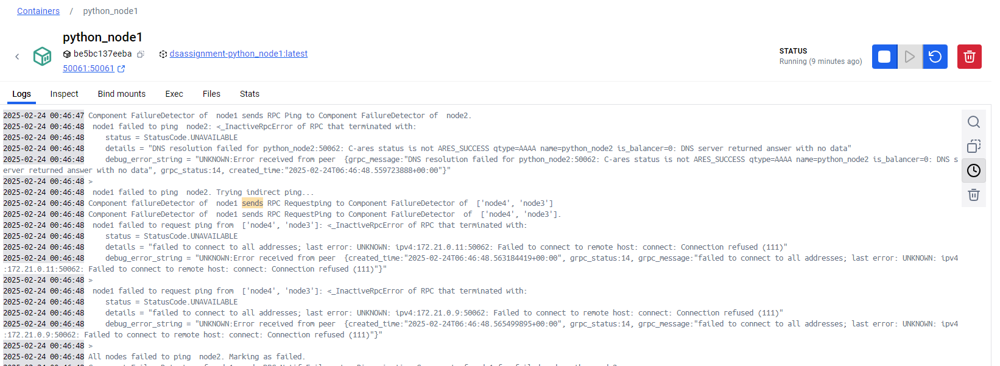 Containers / python_node1
python_node1
be5bc137eeba dsassignment-python_node1:latest
50061:50061
STATUS
Running (9 minutes ago)
Logs Inspect Bind mounts Exec Files Stats
2025-02-24 00:46:47 Component FailureDetector of  node1 sends RPC Ping to Component FailureDetector of  node2.
2025-02-24 00:46:48  node1 failed to ping  node2: <_InactiveRpcError of RPC that terminated with:
2025-02-24 00:46:48     status = StatusCode.UNAVAILABLE
2025-02-24 00:46:48     details = "DNS resolution failed for python_node2:50062: C-ares status is not ARES_SUCCESS qtype=AAAA name=python_node2 is_balancer=0: DNS server returned answer with no data"
2025-02-24 00:46:48     debug_error_string = "UNKNOWN:Error received from peer  {grpc_message:"DNS resolution failed for python_node2:50062: C-ares status is not ARES_SUCCESS qtype=AAAA name=python_node2 is_balancer=0: DNS s
erver returned answer with no data", grpc_status:14, created_time:"2025-02-24T06:46:48.559723888+00:00"}"
2025-02-24 00:46:48 >
2025-02-24 00:46:48  node1 failed to ping  node2. Trying indirect ping...
2025-02-24 00:46:48 Component failureDetector of  node1 sends RPC Requestping to Component FailureDetector of  ['node4', 'node3']
2025-02-24 00:46:48 Component FailureDetector of  node1 sends RPC RequestPing to Component FailureDetector  of  ['node4', 'node3'].
2025-02-24 00:46:48  node1 failed to request ping from  ['node4', 'node3']: <_InactiveRpcError of RPC that terminated with:
2025-02-24 00:46:48     status = StatusCode.UNAVAILABLE
2025-02-24 00:46:48     details = "failed to connect to all addresses; last error: UNKNOWN: ipv4:172.21.0.11:50062: Failed to connect to remote host: connect: Connection refused (111)"
2025-02-24 00:46:48     debug_error_string = "UNKNOWN:Error received from peer  {created_time:"2025-02-24T06:46:48.563184419+00:00", grpc_status:14, grpc_message:"failed to connect to all addresses; last error: UNKNOWN: ipv4
:172.21.0.11:50062: Failed to connect to remote host: connect: Connection refused (111)"}"
2025-02-24 00:46:48 >
2025-02-24 00:46:48  node1 failed to request ping from  ['node4', 'node3']: <_InactiveRpcError of RPC that terminated with:
2025-02-24 00:46:48     status = StatusCode.UNAVAILABLE
2025-02-24 00:46:48     details = "failed to connect to all addresses; last error: UNKNOWN: ipv4:172.21.0.9:50062: Failed to connect to remote host: connect: Connection refused (111)"
2025-02-24 00:46:48     debug_error_string = "UNKNOWN:Error received from peer  {created_time:"2025-02-24T06:46:48.565499895+00:00", grpc_status:14, grpc_message:"failed to connect to all addresses; last error: UNKNOWN: ipv4
:172.21.0.9:50062: Failed to connect to remote host: connect: Connection refused (111)"}"
2025-02-24 00:46:48 >
2025-02-24 00:46:48 All nodes failed to ping  node2. Marking as failed.